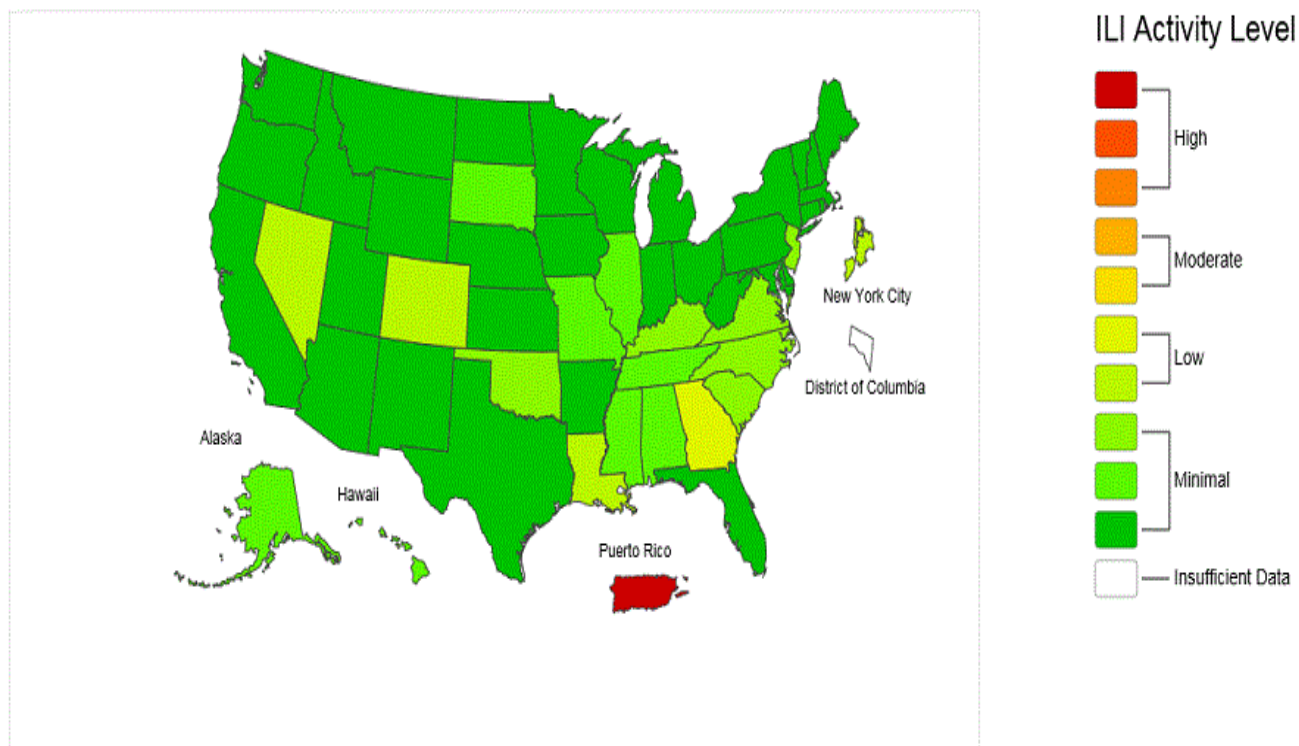 ILI Activity Level
High
Moderate
Low
Minimal
Insufficient Data
New York City
District of Columbia
Alaska
Hawaii
Puerto Rico